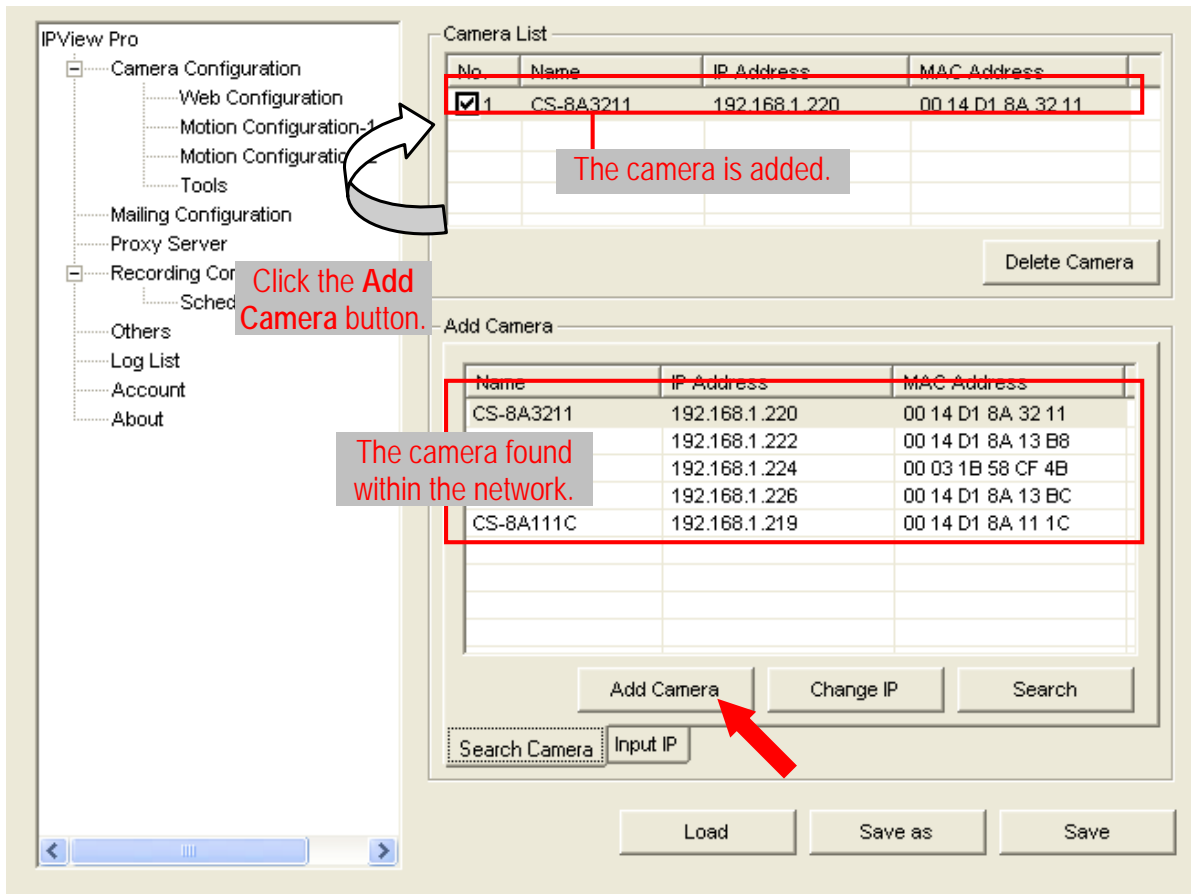 IPView Pro
Camera Configuration
Web Configuration
Motion Configuration-1
Motion Configuration-2
Tools
Mailing Configuration
Proxy Server
Recording
Others
Log List
Account
About
Click the Add
Camera button.
Camera List
No. Name IP Address MAC Address
1 CS-8A3211 192.168.1.220 00 14 D1 8A 32 11
The camera is added.
Delete Camera
Add Camera
Name IP Address MAC Address
CS-8A3211 192.168.1.220 00 14 D1 8A 32 11
192.168.1.222 00 14 D1 8A 13 B8
192.168.1.224 00 03 1B 58 CF 4B
192.168.1.226 00 14 D1 8A 13 BC
CS-8A111C 192.168.1.219 00 14 D1 8A 11 1C
The camera found
within the network.
Add Camera Change IP Search
Search Camera Input IP
Load Save as Save